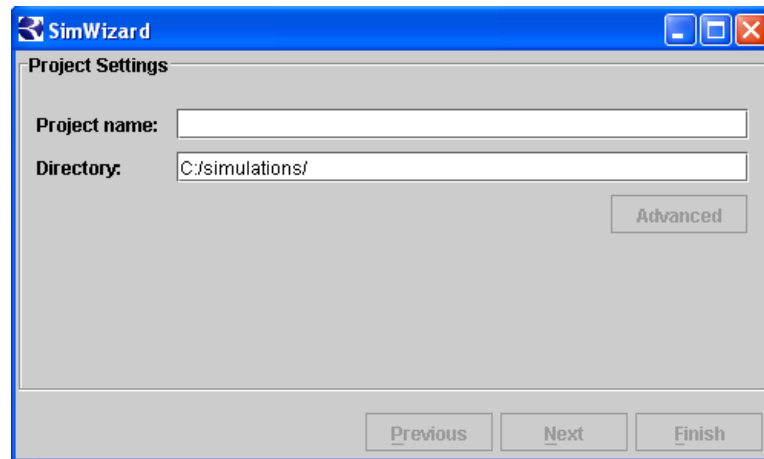 SimWizard
Project Settings
Project name:
Directory: C:/simulations/
Advanced
Previous Next Finish